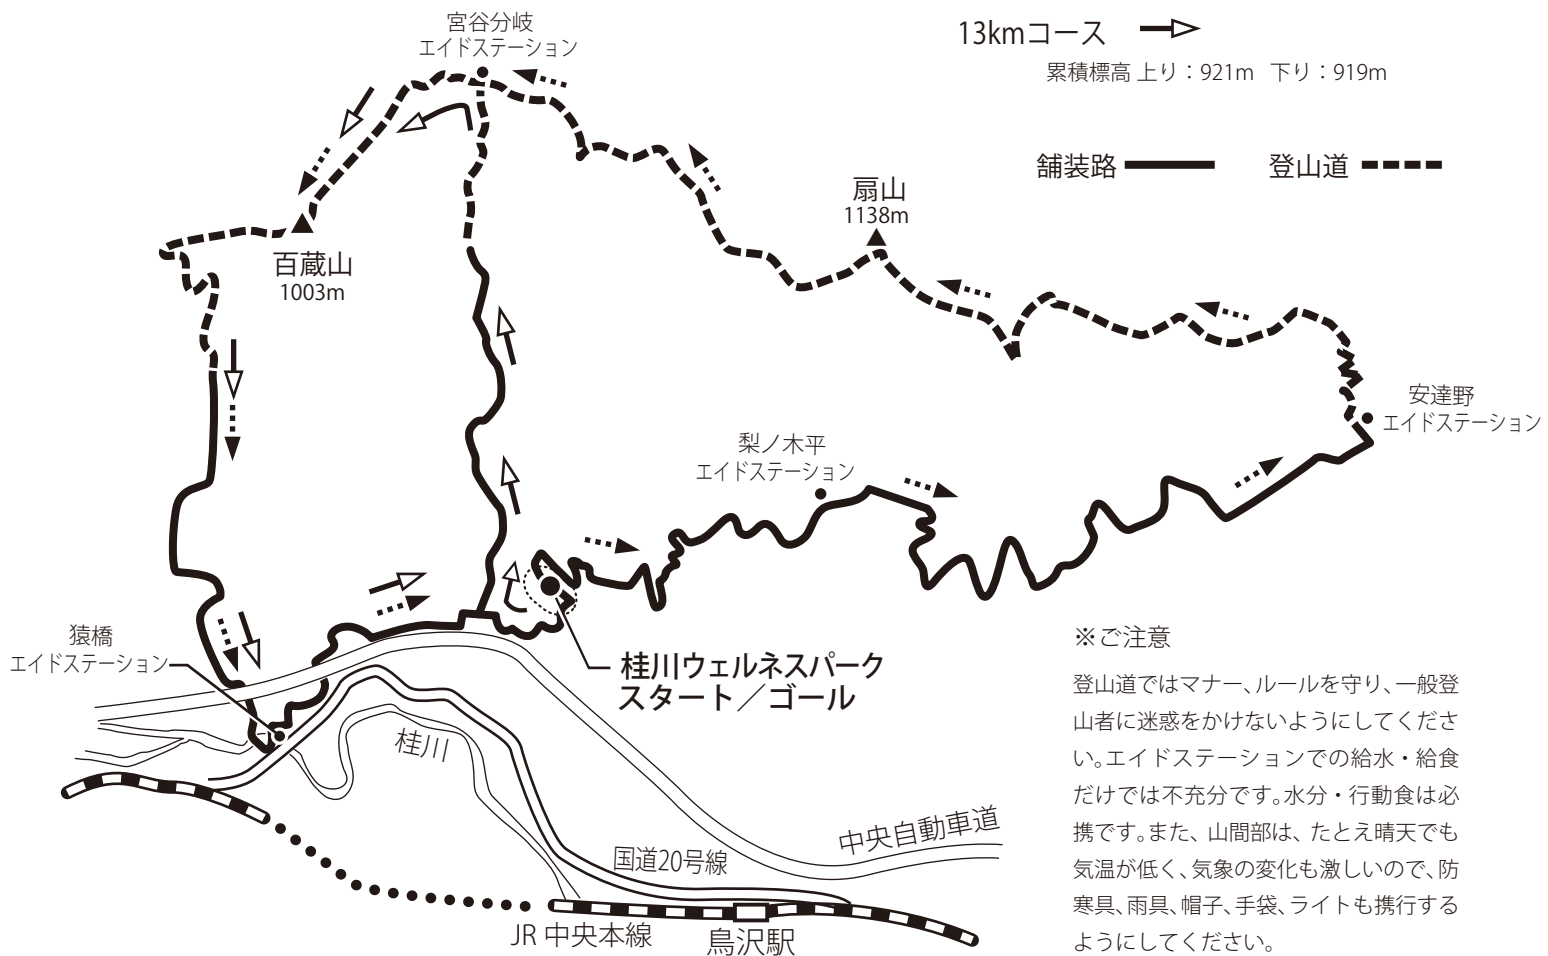 宮谷分岐
エイドステーション
13kmコース
累積標高 上り：921m 下り：919m
舗装路
登山道
扇山
1138m
百蔵山
1003m
安達野
エイドステーション
梨ノ木平
エイドステーション
猿橋
エイドステーション
桂川ウェルネスパーク
スタート／ゴール
桂川
中央自動車道
国道20号線
JR 中央本線
鳥沢駅
※ご注意
登山道ではマナー、ルールを守り、一般登
山者に迷惑をかけないようにしてくださ
い。エイドステーションでの給水・給食
だけでは不充分です。水分・行動食は必
携です。また、山間部は、たとえ晴天でも
気温が低く、気象の変化も激しいので、防
寒具、雨具、帽子、手袋、ライトも携行する
ようにしてください。